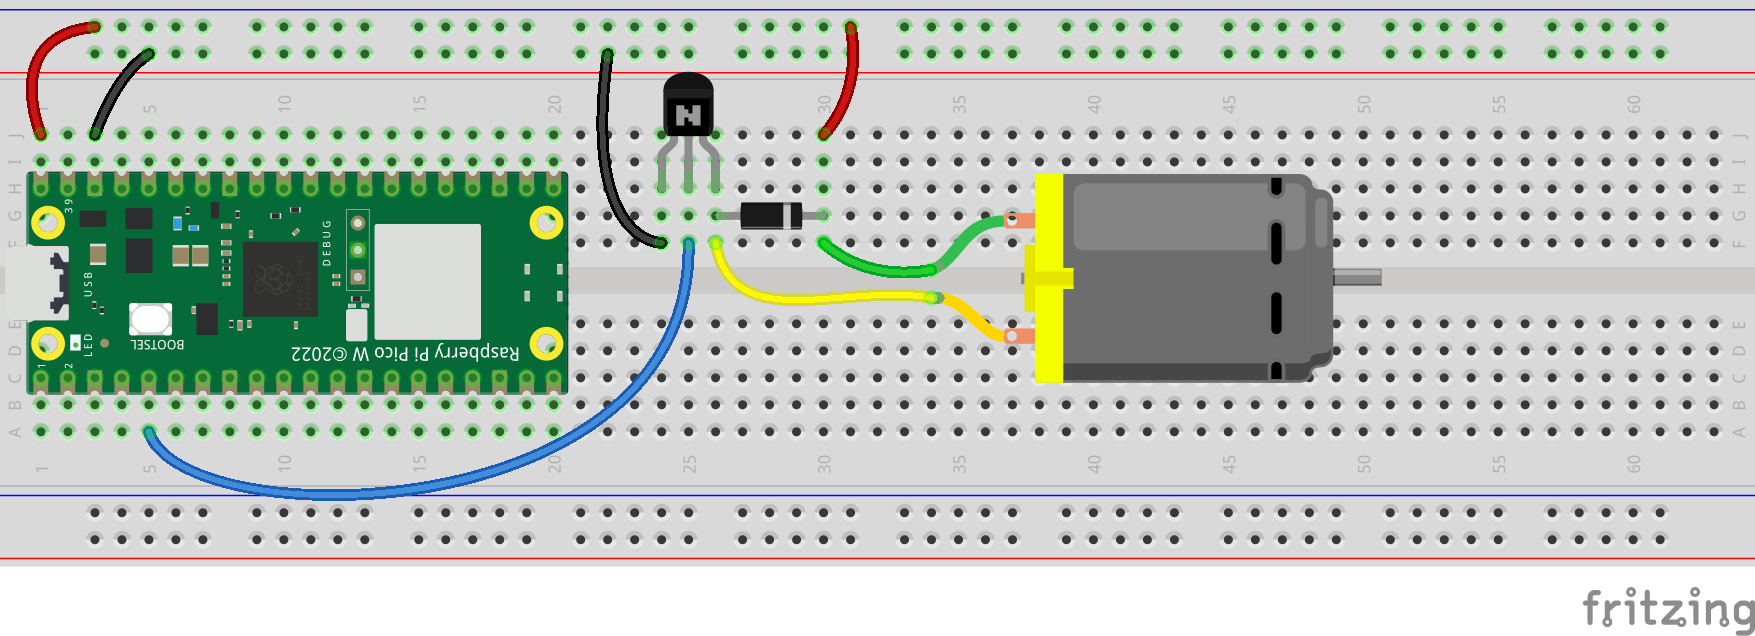 1 5 10 15 20 25 30 35 40 45 50 55 60
J J
I I
H H
G G
F F
E E
D D
C C
B B
A A
N
39
DEBUG
USB
LED
1
2
BOOTSEL
Raspberry Pi Pico W ©2022
1 5 10 15 20 25 30 35 40 45 50 55 60
fritzing